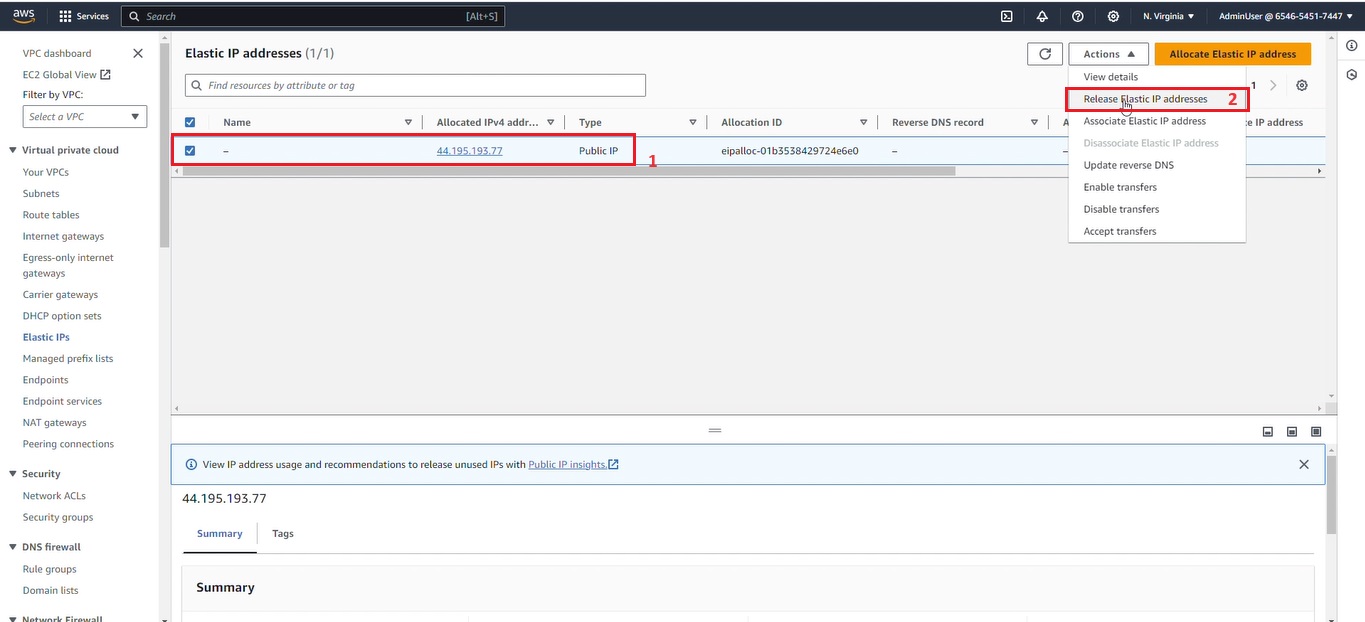 aws Services Search [Alt+S] N. Virginia AdminUser @ 6546-5451-7447
VPC dashboard
EC2 Global View
Filter by VPC:
Select a VPC
Virtual private cloud
Your VPCs
Subnets
Route tables
Internet gateways
Egress-only internet
gateways
Carrier gateways
DHCP option sets
Elastic IPs
Managed prefix lists
Endpoints
Endpoint services
NAT gateways
Peering connections
Security
Network ACLs
Security groups
DNS firewall
Rule groups
Domain lists
Network Firewall
Elastic IP addresses (1/1)
Actions
Allocate Elastic IP address
Find resources by attribute or tag
1
View details
Release Elastic IP addresses 2
Associate Elastic IP address
Disassociate Elastic IP address
Update reverse DNS
Enable transfers
Disable transfers
Accept transfers
Name Allocated IPv4 addr... Type Allocation ID Reverse DNS record A te IP address
– 44.195.193.77 Public IP eipalloc-01b3538429724e6e0 – –
1
View IP address usage and recommendations to release unused IPs with Public IP insights.
44.195.193.77
Summary Tags
Summary